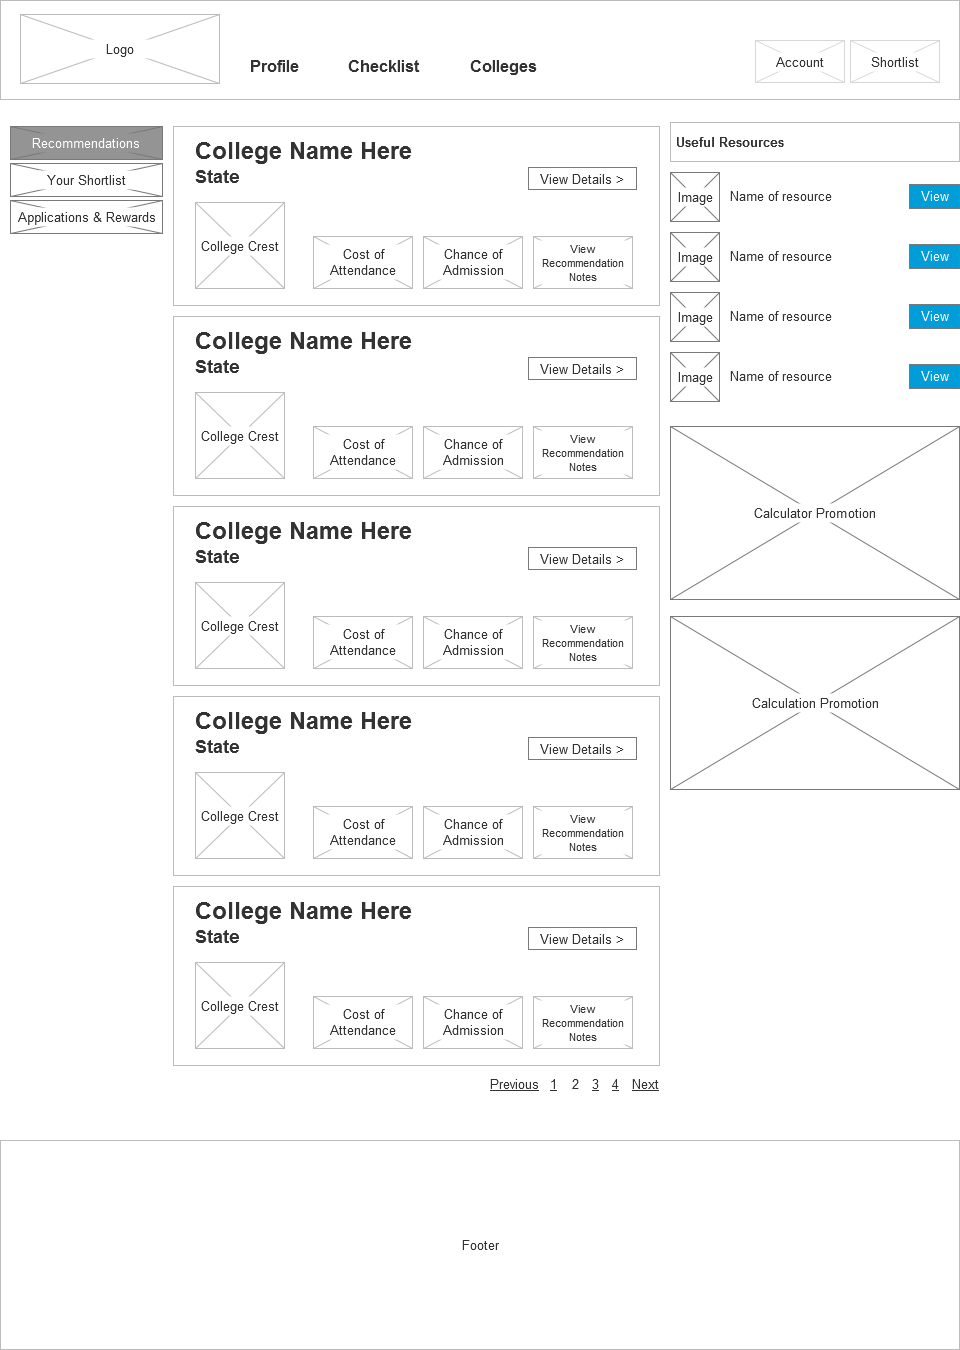 Logo
Profile
Checklist
Colleges
Account
Shortlist
Recommendations
Your Shortlist
Applications & Rewards
College Name Here
State
View Details >
College Crest
Cost of
Attendance
Chance of
Admission
View
Recommendation
Notes
College Name Here
State
View Details >
College Crest
Cost of
Attendance
Chance of
Admission
View
Recommendation
Notes
College Name Here
State
View Details >
College Crest
Cost of
Attendance
Chance of
Admission
View
Recommendation
Notes
College Name Here
State
View Details >
College Crest
Cost of
Attendance
Chance of
Admission
View
Recommendation
Notes
College Name Here
State
View Details >
College Crest
Cost of
Attendance
Chance of
Admission
View
Recommendation
Notes
Previous 1 2 3 4 Next
Useful Resources
Image Name of resource View
Image Name of resource View
Image Name of resource View
Image Name of resource View
Calculator Promotion
Calculation Promotion
Footer